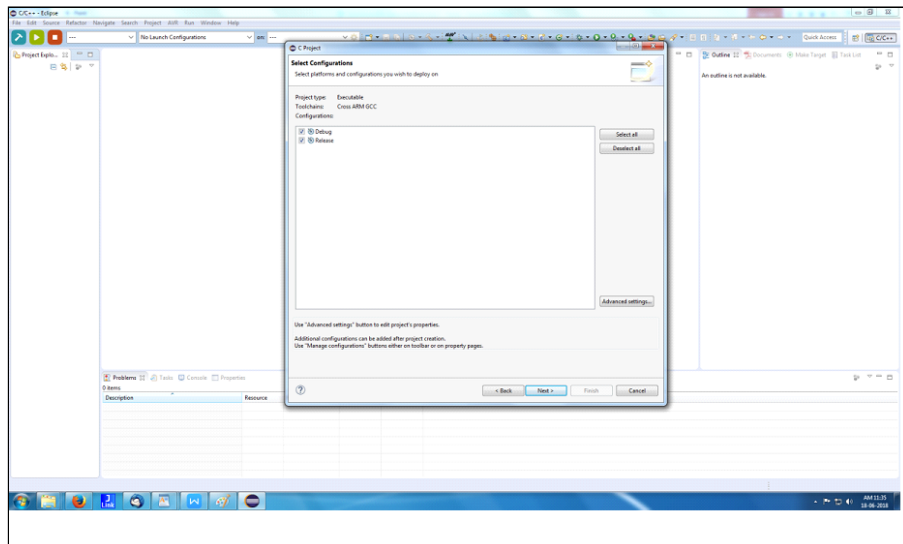 C/C++ - Eclipse
File Edit Source Refactor Navigate Search Project AVR Run Window Help
--- No Launch Configurations on: ---
Quick Access C/C++
Project Explo..
Outline Documents Make Target Task List
An outline is not available.
C Project
Select Configurations
Select platforms and configurations you wish to deploy on
Project type: Executable
Toolchains: Cross ARM GCC
Configurations:
Debug
Release
Select all
Deselect all
Advanced settings...
Use "Advanced settings" button to edit project's properties.
Additional configurations can be added after project creation.
Use "Manage configurations" buttons either on toolbar or on property pages.
< Back Next > Finish Cancel
Problems Tasks Console Properties
0 items
Description Resource
J Link
AM 11:35
18-06-2018